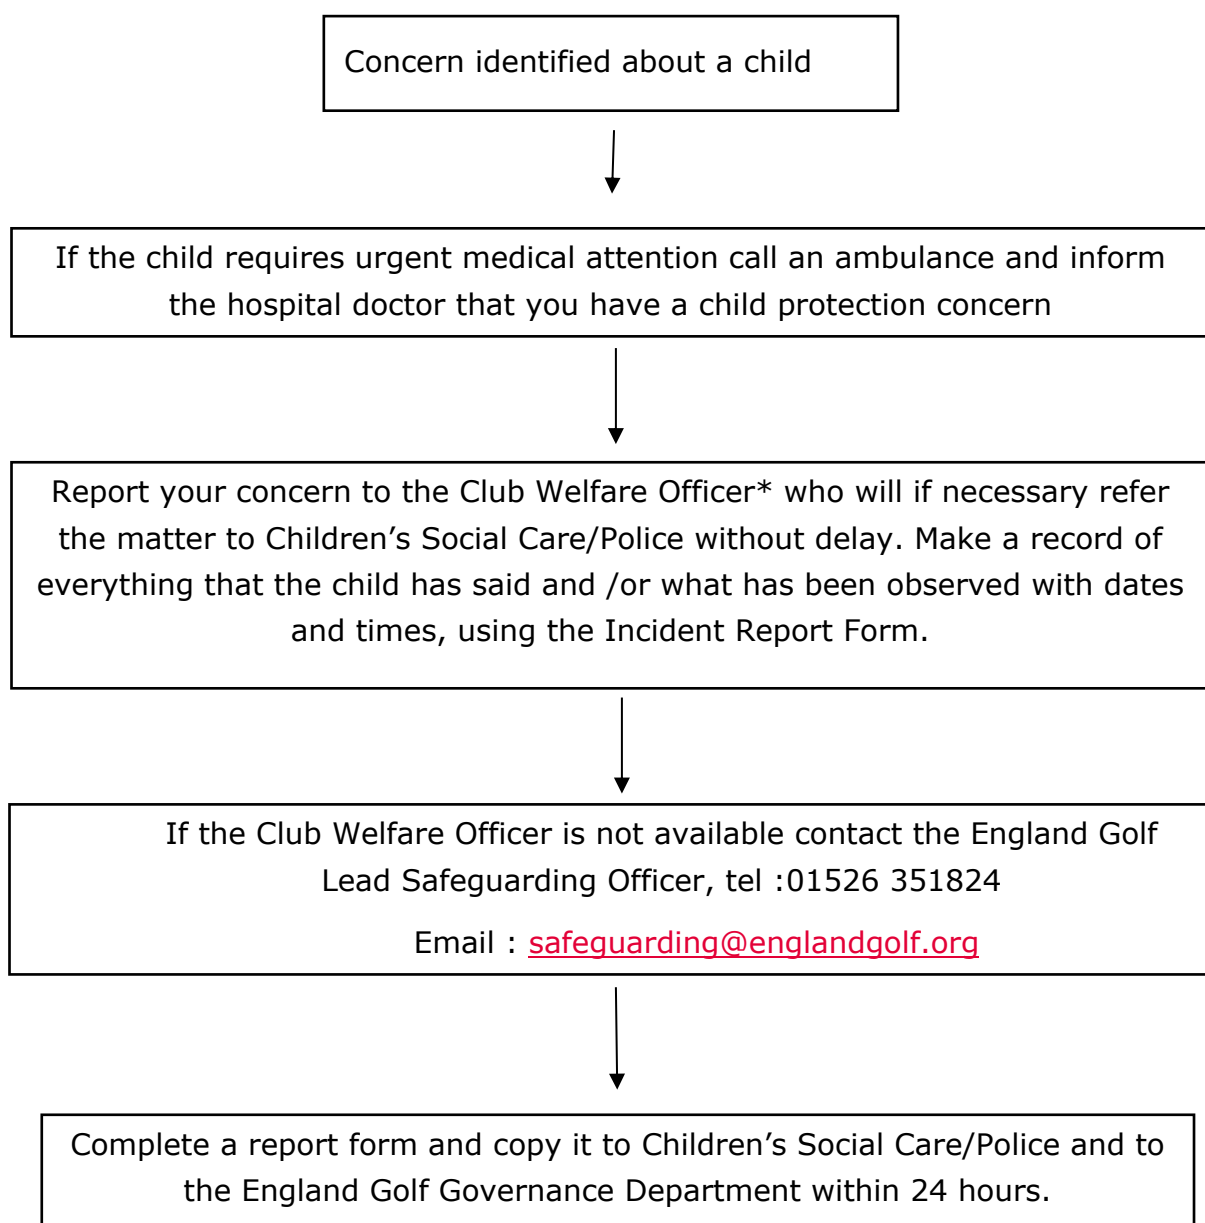 Concern identified about a child
If the child requires urgent medical attention call an ambulance and inform
the hospital doctor that you have a child protection concern
Report your concern to the Club Welfare Officer* who will if necessary refer
the matter to Children’s Social Care/Police without delay. Make a record of
everything that the child has said and /or what has been observed with dates
and times, using the Incident Report Form.
If the Club Welfare Officer is not available contact the England Golf
Lead Safeguarding Officer, tel :01526 351824
Email : safeguarding@englandgolf.org
Complete a report form and copy it to Children’s Social Care/Police and to
the England Golf Governance Department within 24 hours.